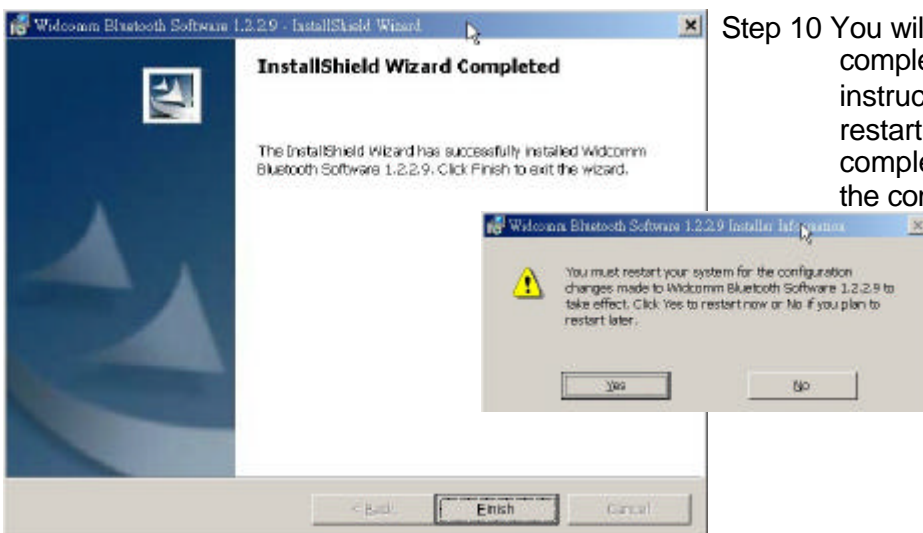 Widcomm Bluetooth Software 1.2.2.9 - InstallShield Wizard
InstallShield Wizard Completed
The InstallShield Wizard has successfully installed Widcomm
Bluetooth Software 1.2.2.9. Click Finish to exit the wizard.
< Back
Finish
Cancel
Step 10 You wil
comple
instruc
restart
comple
the co
Widcomm Bluetooth Software 1.2.2.9 Installer Information
You must restart your system for the configuration
changes made to Widcomm Bluetooth Software 1.2.2.9 to
take effect. Click Yes to restart now or No if you plan to
restart later.
Yes
No